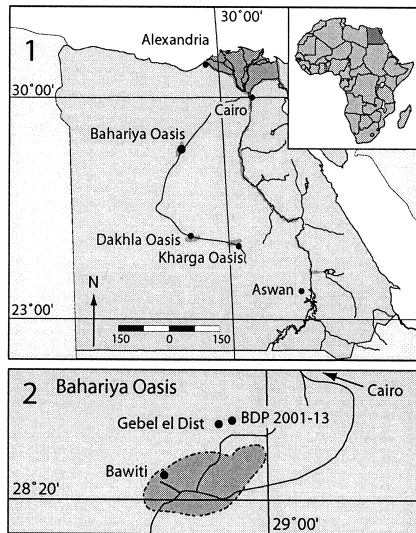 1
30°00'
Alexandria
30°00'
Cairo
Bahariya Oasis
Dakhla Oasis
Kharga Oasis
Aswan
N
23°00'
150 0 150
2
Bahariya Oasis
Cairo
Gebel el Dist
BDP 2001-13
Bawiti
28°20'
29°00'